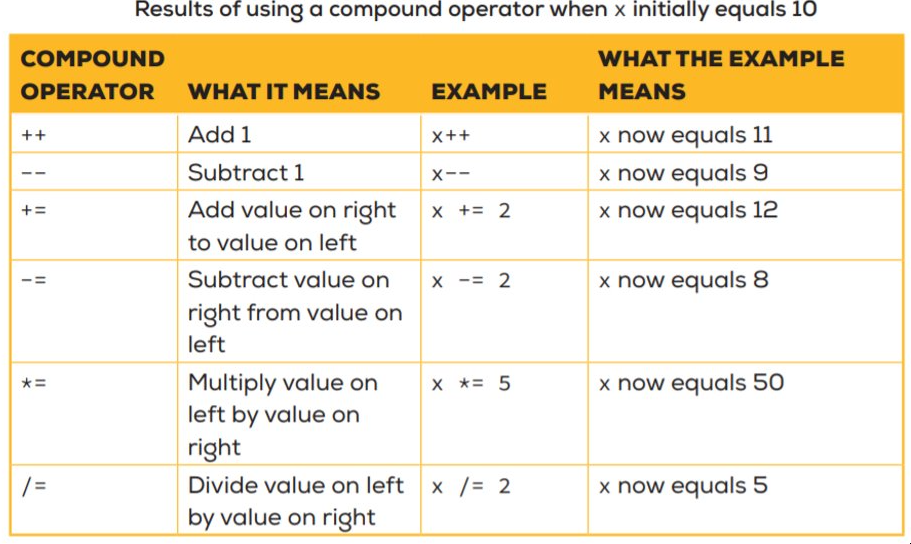 Results of using a compound operator when x initially equals 10
COMPOUND
OPERATOR WHAT IT MEANS EXAMPLE WHAT THE EXAMPLE
MEANS
++ Add 1 x++ x now equals 11
-- Subtract 1 x-- x now equals 9
+= Add value on right x += 2 x now equals 12
to value on left
-= Subtract value on x -= 2 x now equals 8
right from value on
left
*= Multiply value on x *= 5 x now equals 50
left by value on
right
/= Divide value on left x /= 2 x now equals 5
by value on right